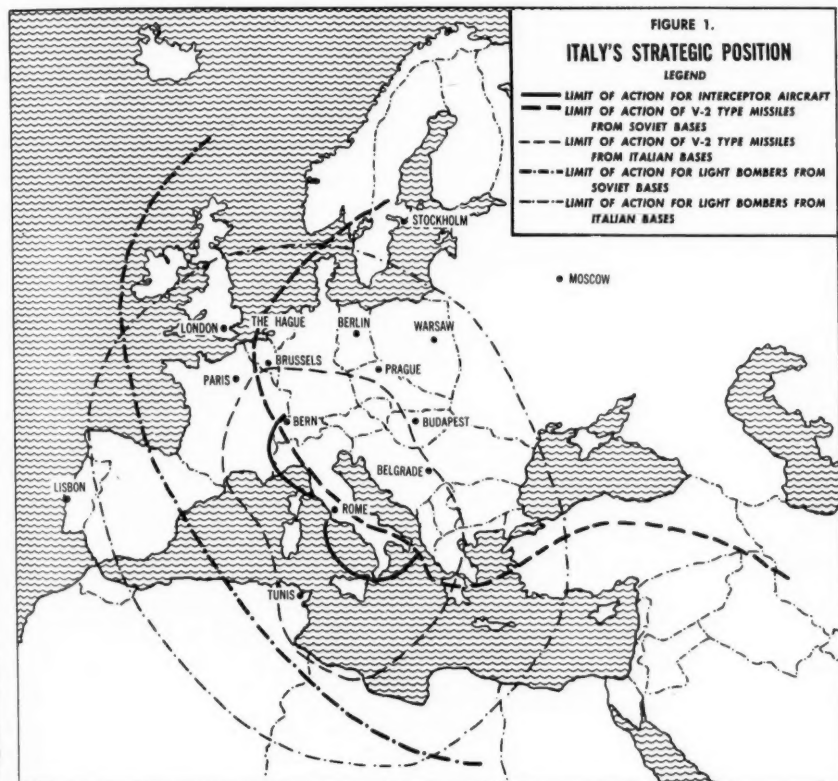 FIGURE 1.
ITALY'S STRATEGIC POSITION
LEGEND
LIMIT OF ACTION FOR INTERCEPTOR AIRCRAFT
LIMIT OF ACTION OF V-2 TYPE MISSILES
FROM SOVIET BASES
LIMIT OF ACTION OF V-2 TYPE MISSILES
FROM ITALIAN BASES
LIMIT OF ACTION FOR LIGHT BOMBERS FROM
SOVIET BASES
LIMIT OF ACTION FOR LIGHT BOMBERS FROM
ITALIAN BASES
STOCKHOLM
MOSCOW
LONDON
THE HAGUE
BERLIN
WARSAW
BRUSSELS
PRAGUE
PARIS
BERN
BUDAPEST
BELGRADE
LISBON
ROME
TUNIS